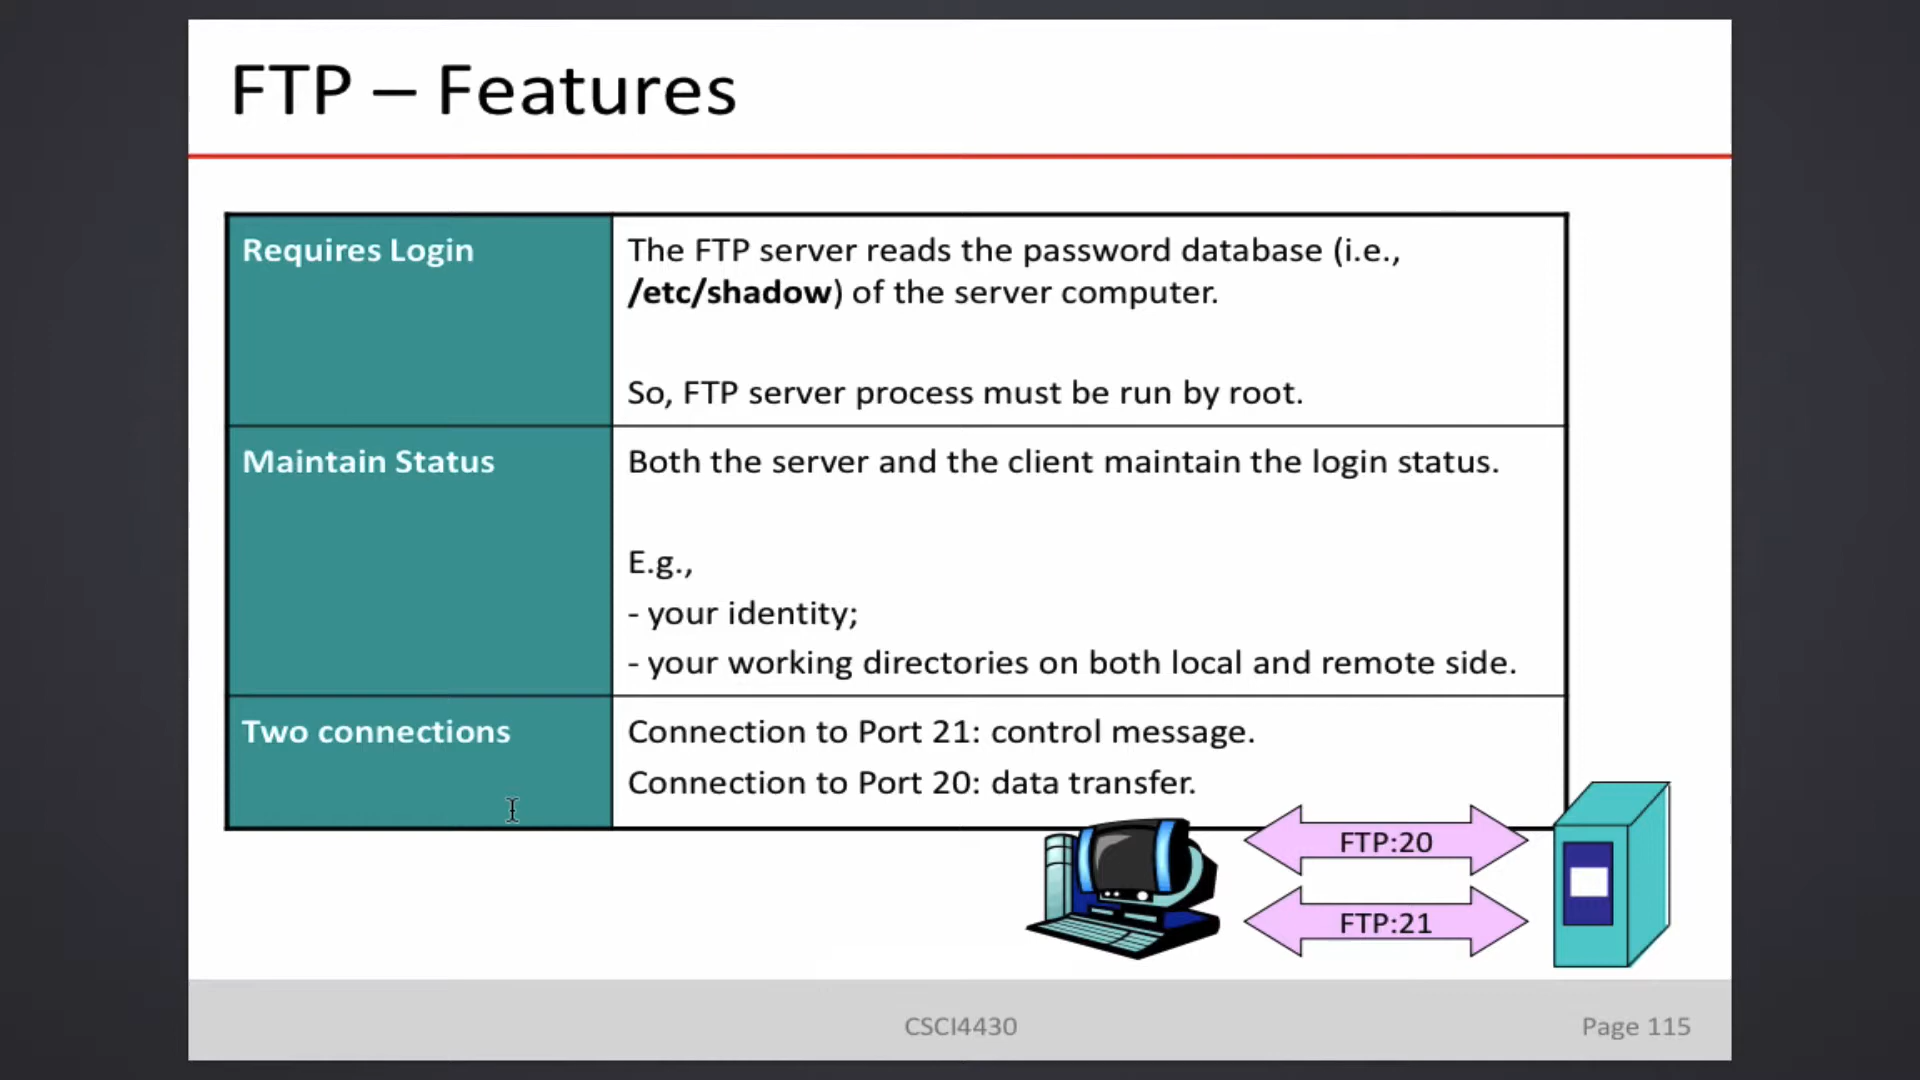 FTP – Features
Requires Login
The FTP server reads the password database (i.e.,
/etc/shadow) of the server computer.
So, FTP server process must be run by root.
Maintain Status
Both the server and the client maintain the login status.
E.g.,
- your identity;
- your working directories on both local and remote side.
Two connections
Connection to Port 21: control message.
Connection to Port 20: data transfer.
FTP:20
FTP:21
CSCI4430
Page 115